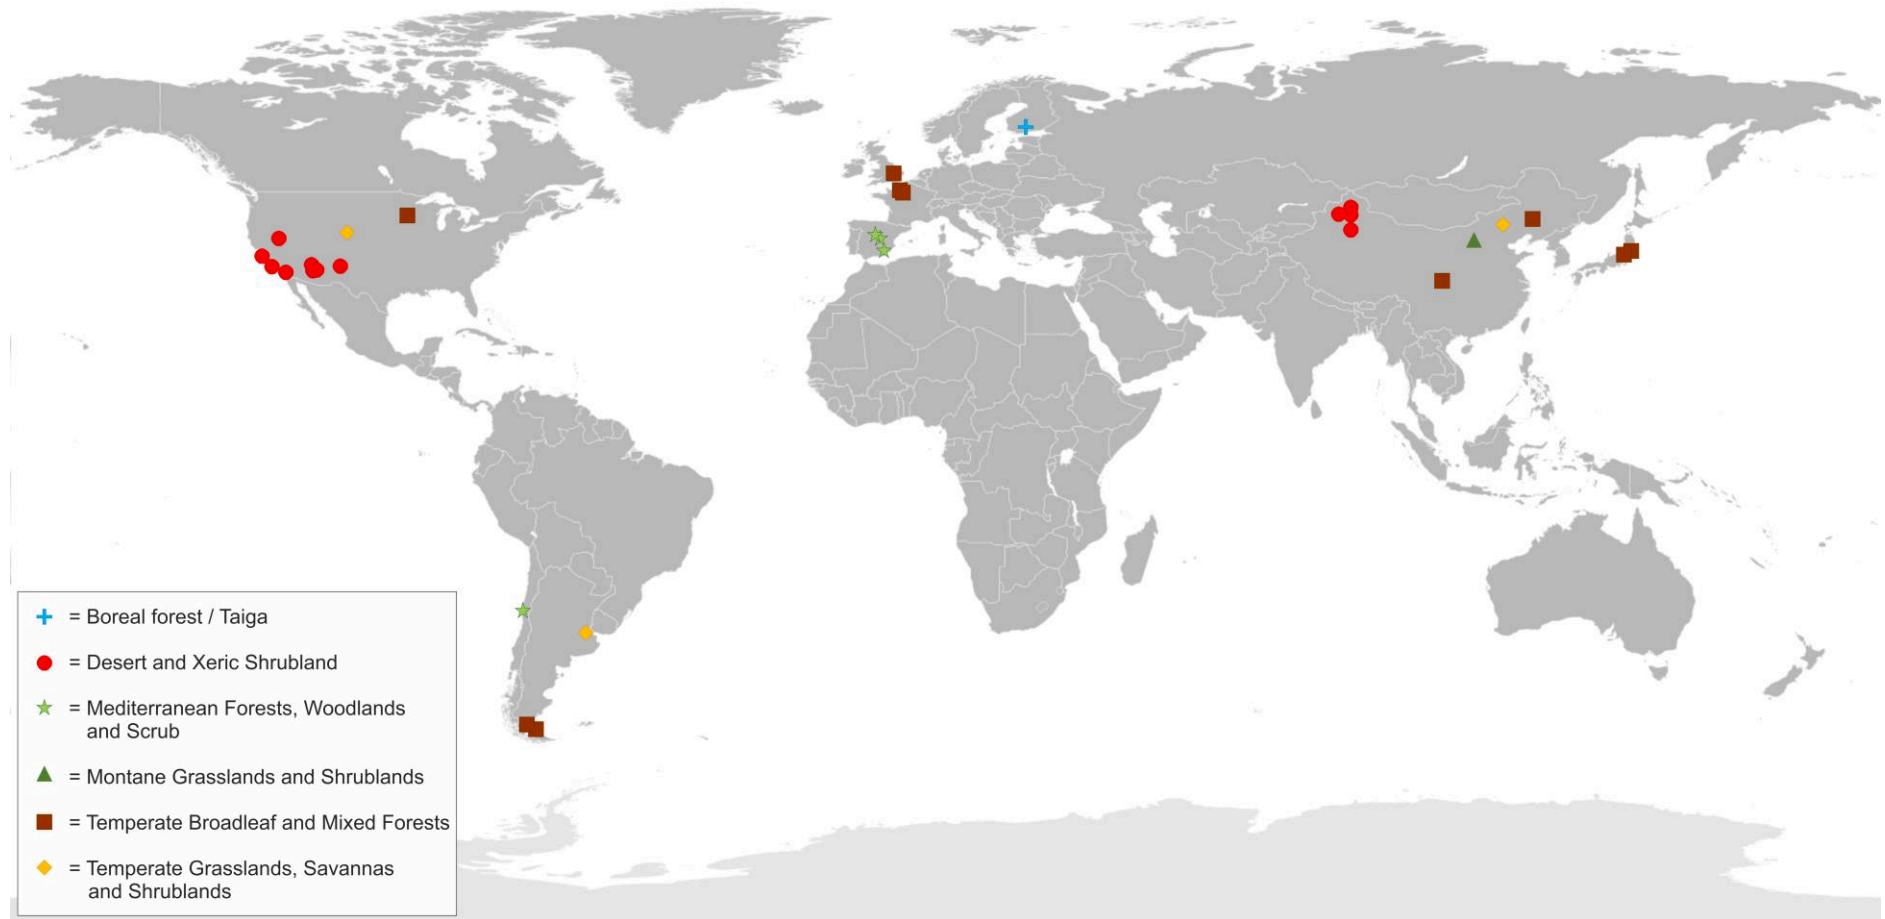 = Boreal forest / Taiga
= Desert and Xeric Shrubland
= Mediterranean Forests, Woodlands
and Scrub
= Montane Grasslands and Shrublands
= Temperate Broadleaf and Mixed Forests
= Temperate Grasslands, Savannas
and Shrublands